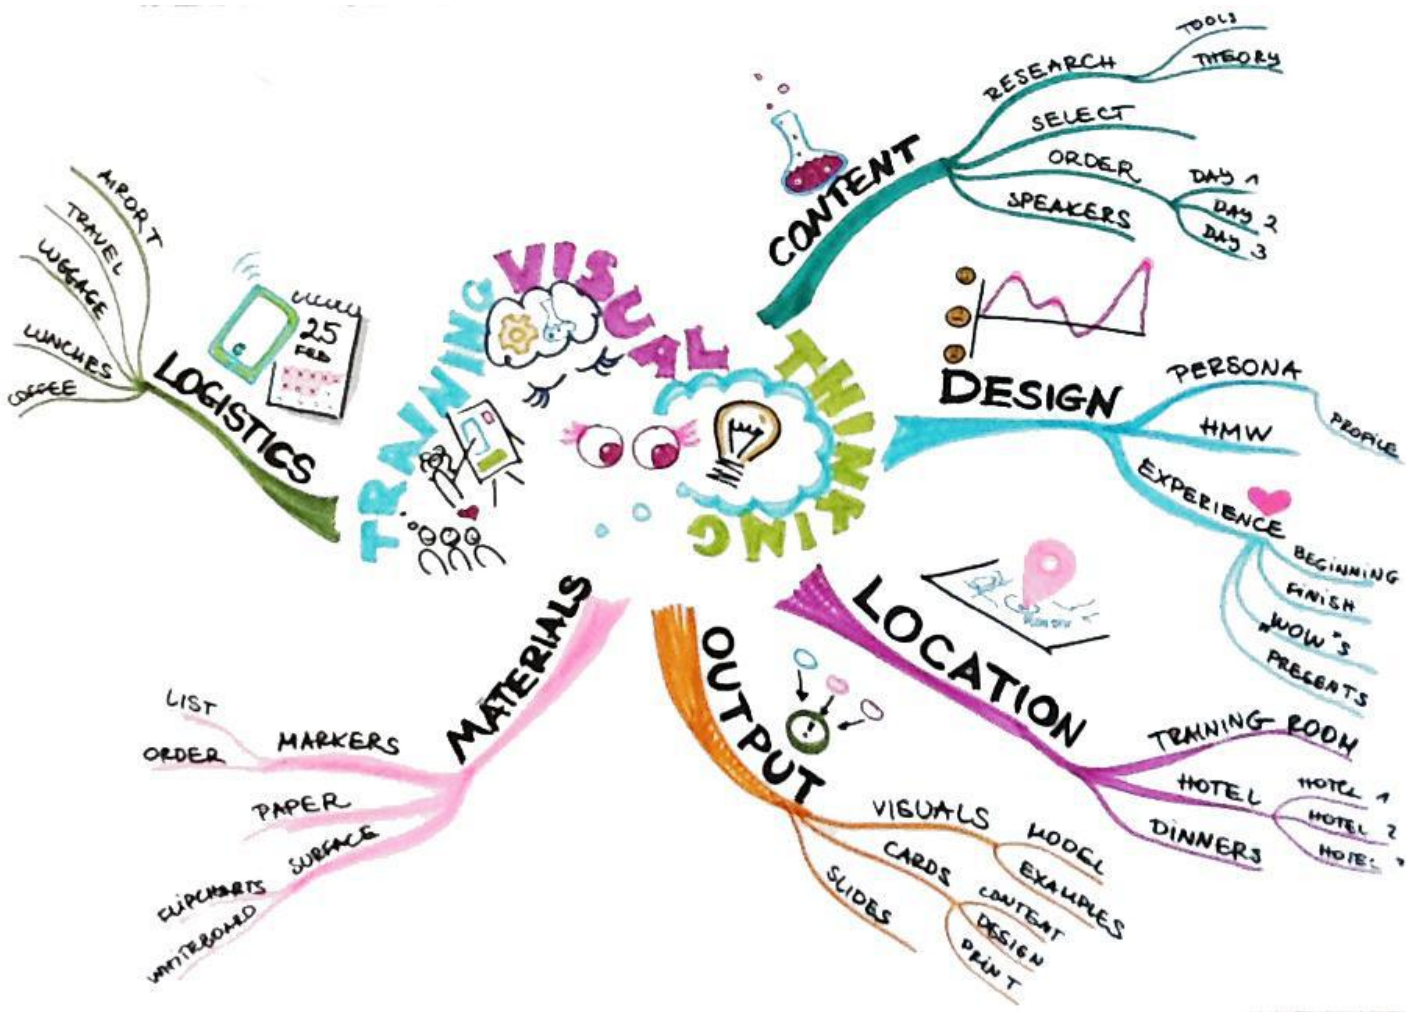 TRAINING
VISUAL
THINKING
CONTENT
RESEARCH
TOOLS
THEORY
SELECT
ORDER
DAY 1
DAY 2
DAY 3
SPEAKERS
DESIGN
PERSONA
PROFILE
HMW
EXPERIENCE
BEGINNING
FINISH
"WOW"S
PRESENTS
LOCATION
TRAINING ROOM
HOTEL
HOTEL 1
HOTEL 2
HOTEL
DINNERS
OUTPUT
!
VISUALS
MODEL
EXAMPLES
CARDS
CONTENT
DESIGN
PRINT
SLIDES
MATERIALS
MARKERS
LIST
ORDER
PAPER
SURFACE
FLIPCHARTS
WHITEBOARD
LOGISTICS
25
FEB
AIRORT
TRAVEL
LUGGAGE
LUNCHES
COFFEE